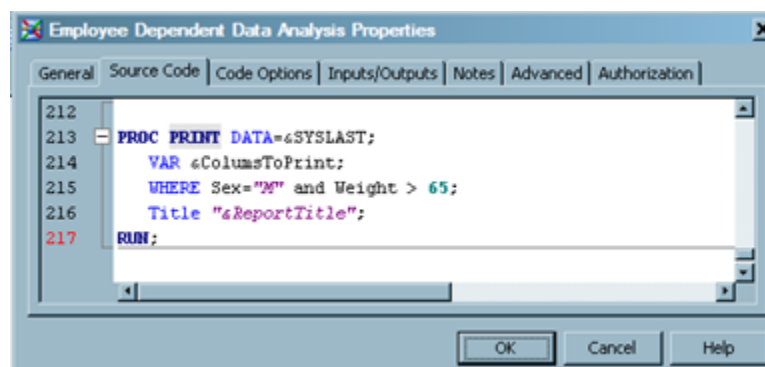 Employee Dependent Data Analysis Properties
General Source Code Code Options Inputs/Outputs Notes Advanced Authorization
212
213 PROC PRINT DATA=&SYSLAST;
214 VAR &ColumsToPrint;
215 WHERE Sex="M" and Weight > 65;
216 Title "&ReportTitle";
217 RUN;
OK Cancel Help